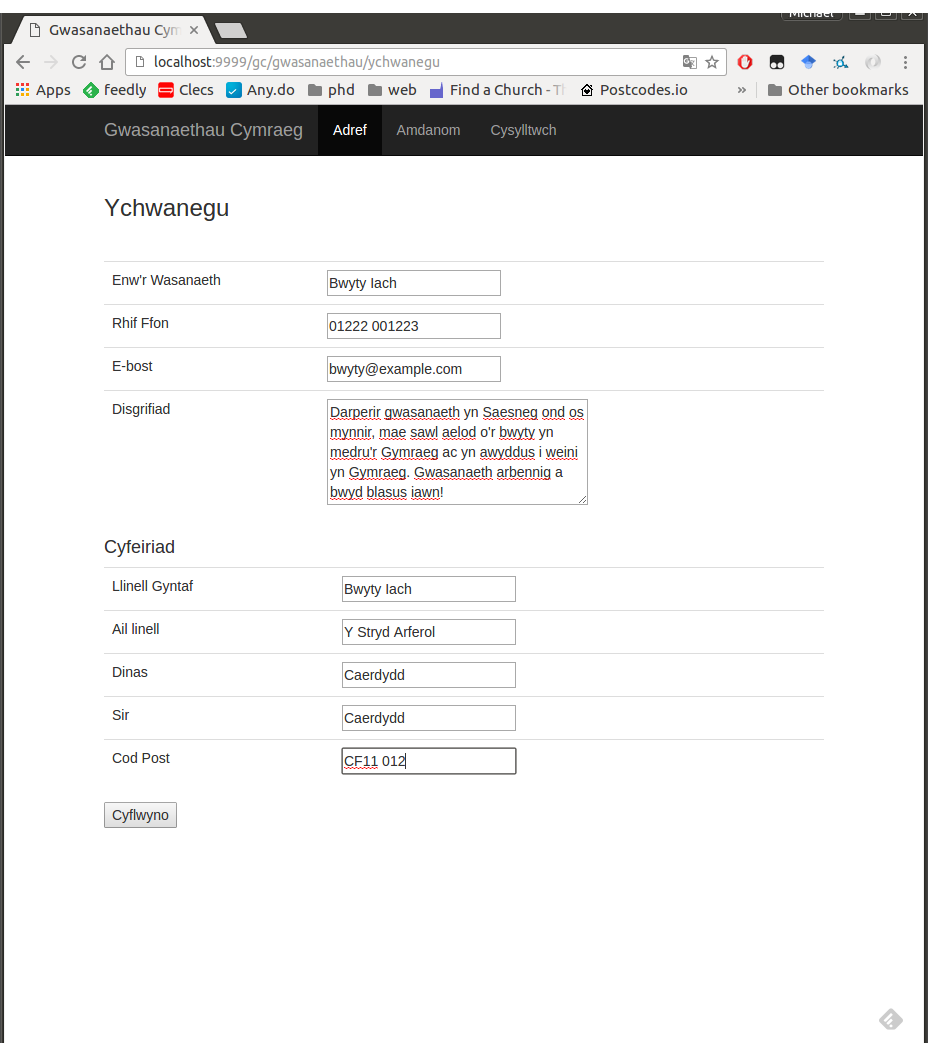 Michael
Gwasanaethau Cym
localhost:9999/gc/gwasanaethau/ychwanegu
Apps feedly Clecs Any.do phd web Find a Church - Th Postcodes.io » Other bookmarks
Gwasanaethau Cymraeg Adref Amdanom Cysylltwch
Ychwanegu
Enw'r Wasanaeth Bwyty Iach
Rhif Ffon 01222 001223
E-bost bwyty@example.com
Disgrifiad Darperir gwasanaeth yn Saesneg ond os
mynnir, mae sawl aelod o'r bwyty yn
medru'r Gymraeg ac yn awyddus i weini
yn Gymraeg. Gwasanaeth arbennig a
bwyd blasus iawn!
Cyfeiriad
Llinell Gyntaf Bwyty Iach
Ail linell Y Stryd Arferol
Dinas Caerdydd
Sir Caerdydd
Cod Post CF11 012
Cyflwyno